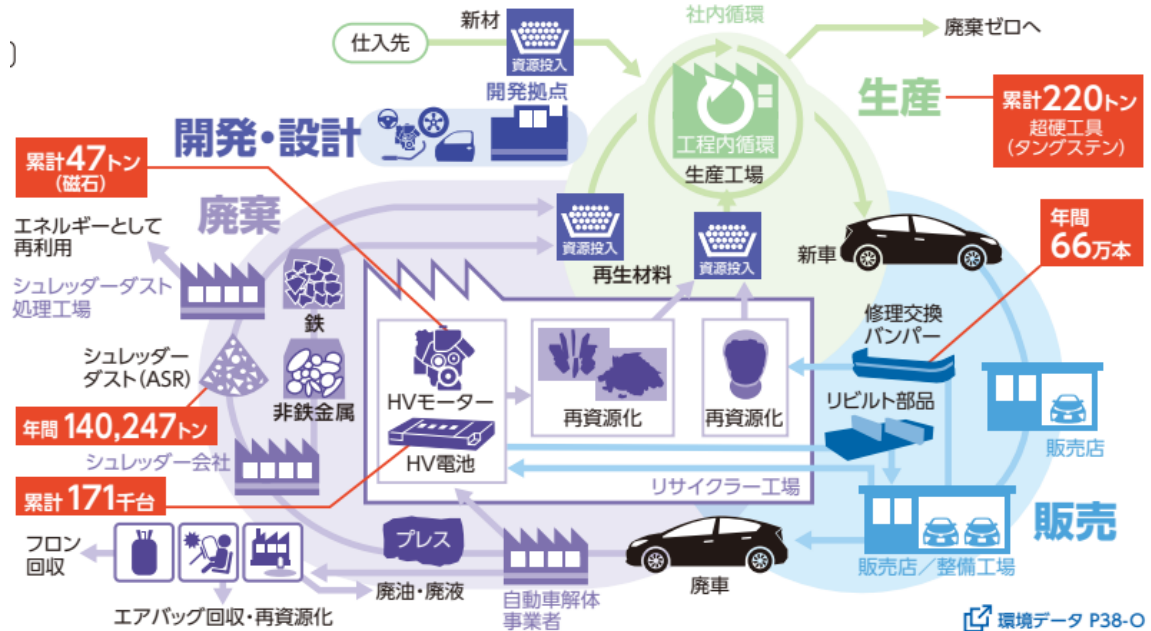 )
仕入先
新材
資源投入
社内循環
廃棄ゼロへ
開発拠点
開発・設計
工程内循環
生産工場
生産
累計220トン
超硬工具
(タングステン)
累計47トン
(磁石)
廃棄
エネルギーとして
再利用
シュレッダーダスト
処理工場
鉄
資源投入
再生材料
資源投入
新車
年間
66万本
修理交換
バンパー
シュレッダー
ダスト(ASR)
非鉄金属
HVモーター
HV電池
再資源化
再資源化
リビルト部品
販売店
年間 140,247トン
シュレッダー会社
リサイクラー工場
累計171千台
販売
販売店／整備工場
フロン
回収
プレス
廃油・廃液
自動車解体
事業者
廃車
エアバッグ回収・再資源化
環境データ P38-O